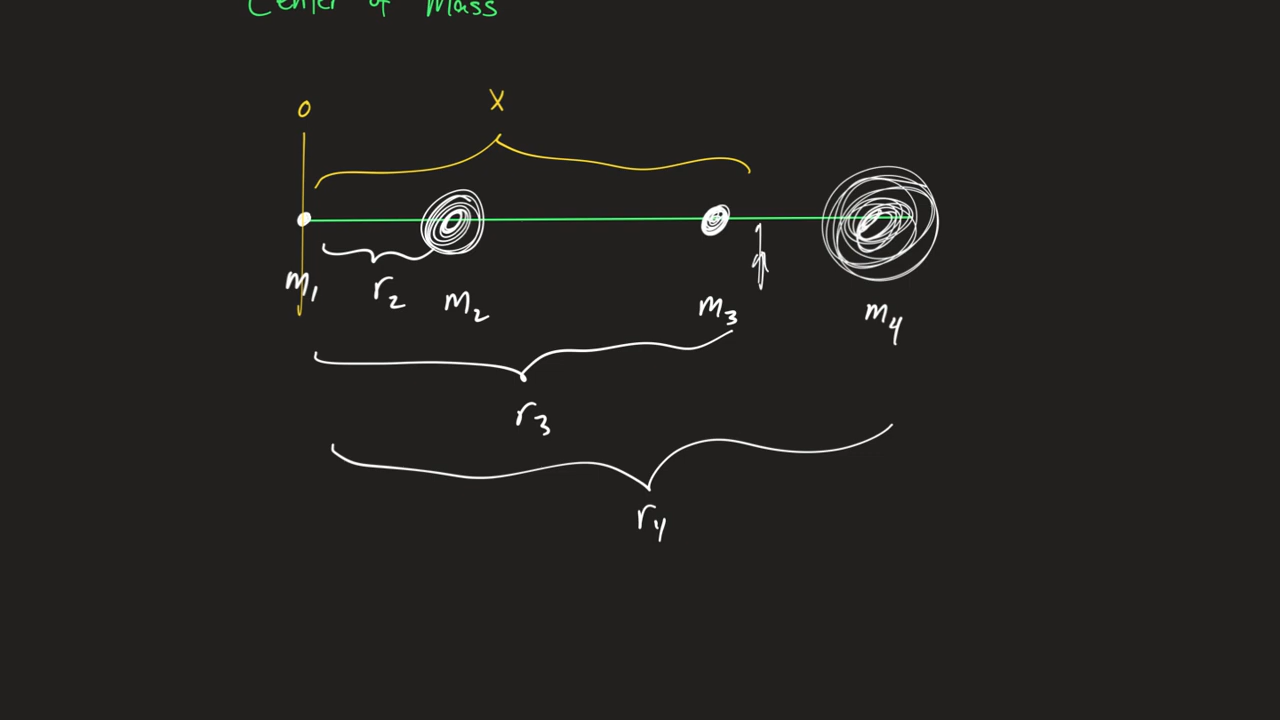 Center of Mass
0
X
m₁
r₂
m₂
m₃
m₄
r₃
r₄